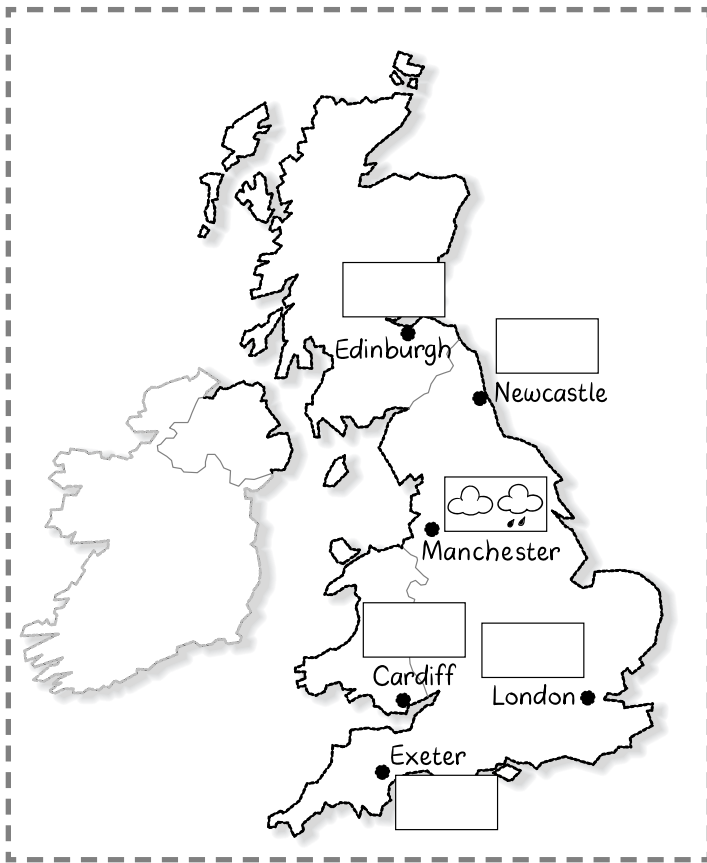 Edinburgh
Newcastle
Manchester
Cardiff
London
Exeter